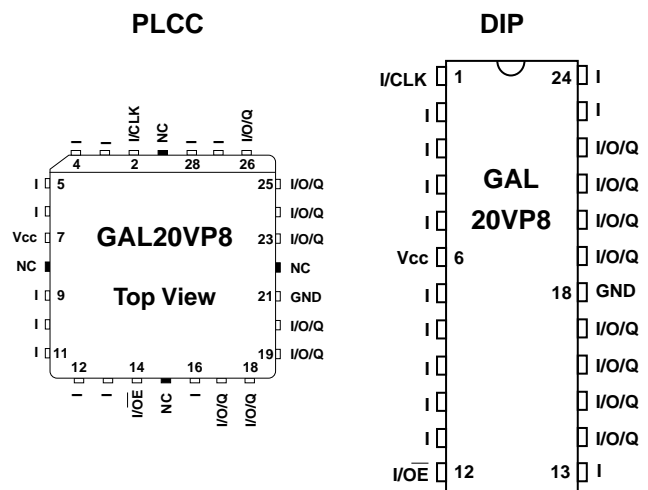 PLCC
I
I
I/CLK
NC
I
I
I/O/Q
4
2
28
26
I
5
25
I/O/Q
I
I/O/Q
Vcc
7
GAL20VP8
23
I/O/Q
NC
NC
I
9
Top View
21
GND
I
I/O/Q
I
11
19
I/O/Q
12
14
16
18
I
I
I/OE
NC
I
I/O/Q
I/O/Q
DIP
I/CLK
1
24
I
I
I
I
I/O/Q
I
GAL
I/O/Q
I
20VP8
I/O/Q
Vcc
6
I/O/Q
I
18
GND
I
I/O/Q
I
I/O/Q
I
I/O/Q
I
I/O/Q
I/OE
12
13
I